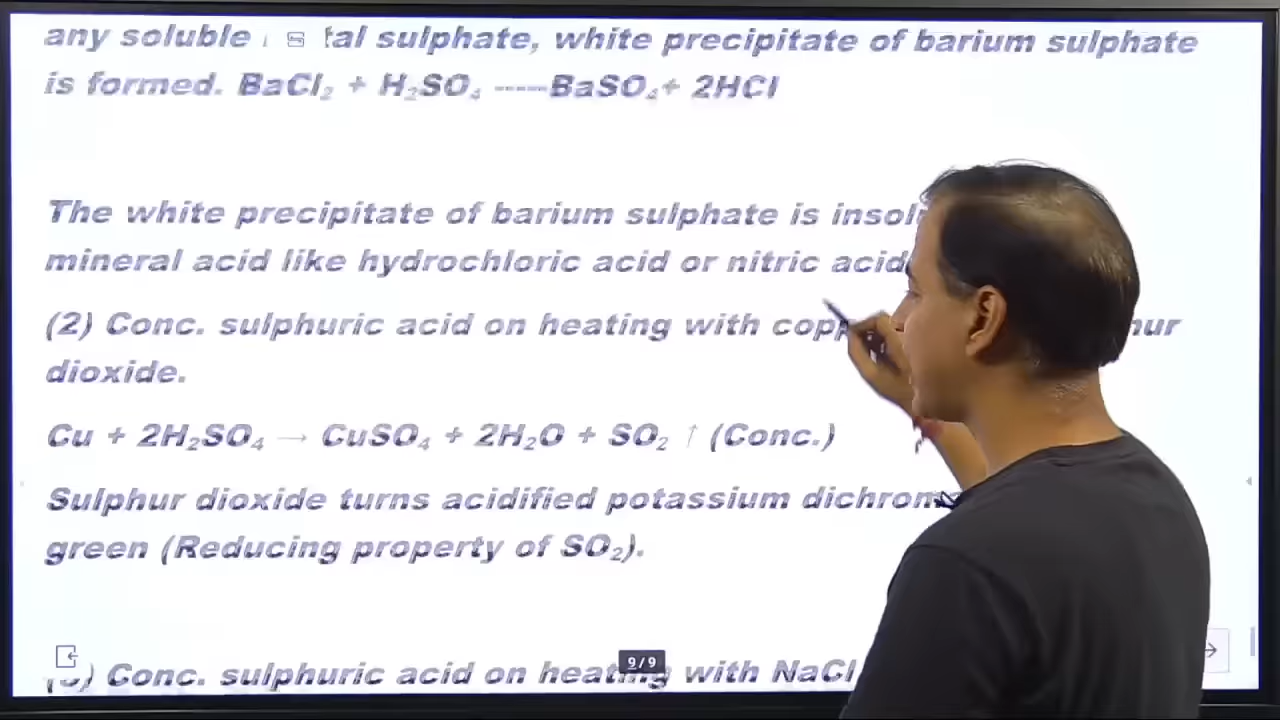 any soluble tal sulphate, white precipitate of barium sulphate
is formed. BaCl₂ + H₂SO₄ -----BaSO₄+ 2HCl
The white precipitate of barium sulphate is insol
mineral acid like hydrochloric acid or nitric acid
(2) Conc. sulphuric acid on heating with copp hur
dioxide.
Cu + 2H₂SO₄ → CuSO₄ + 2H₂O + SO₂ ↑ (Conc.)
Sulphur dioxide turns acidified potassium dichrom
green (Reducing property of SO₂).
) Conc. sulphuric acid on heating with NaCl
9/9